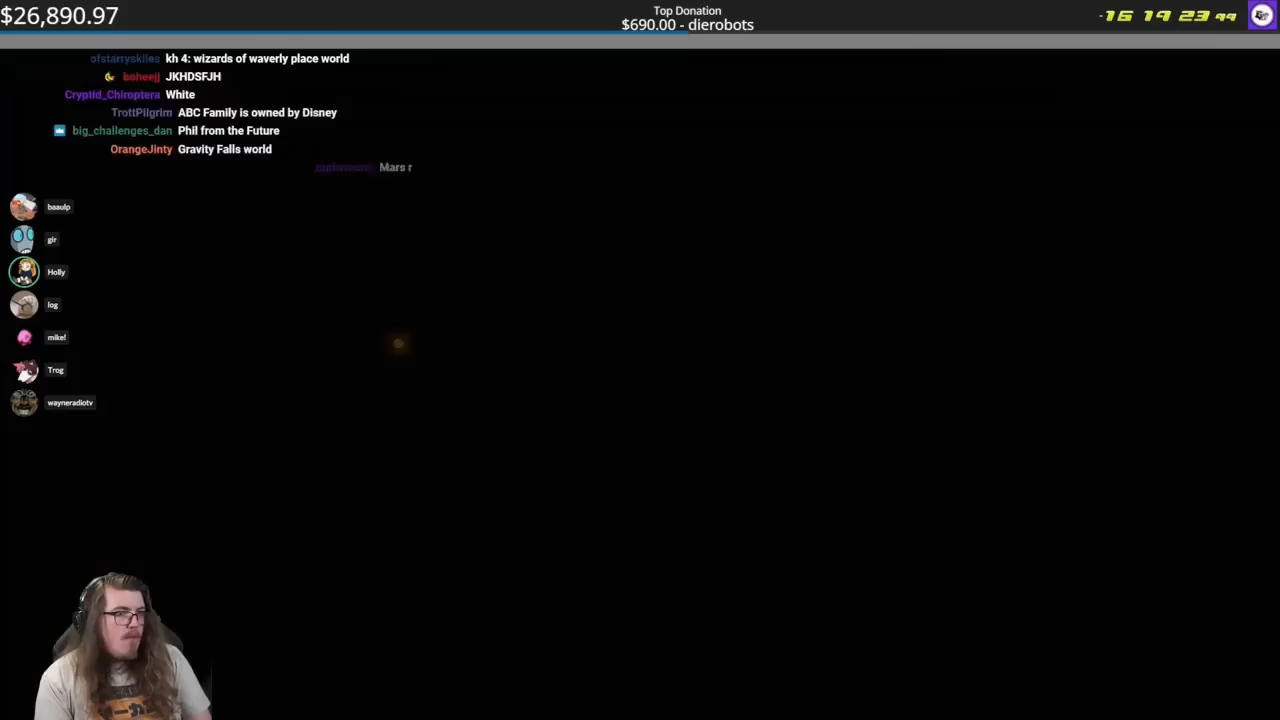 $26,890.97
Top Donation
$690.00 - dierobots
-16 19 23 99
ofstarryskiies kh 4: wizards of waverly place world
boheejj JKHDSFJH
Cryptid_Chiroptera White
TrottPilgrim ABC Family is owned by Disney
big_challenges_dan Phil from the Future
OrangeJinty Gravity Falls world
Mars r
baaulp
gir
Holly
log
mike!
Trog
wayneradiotv